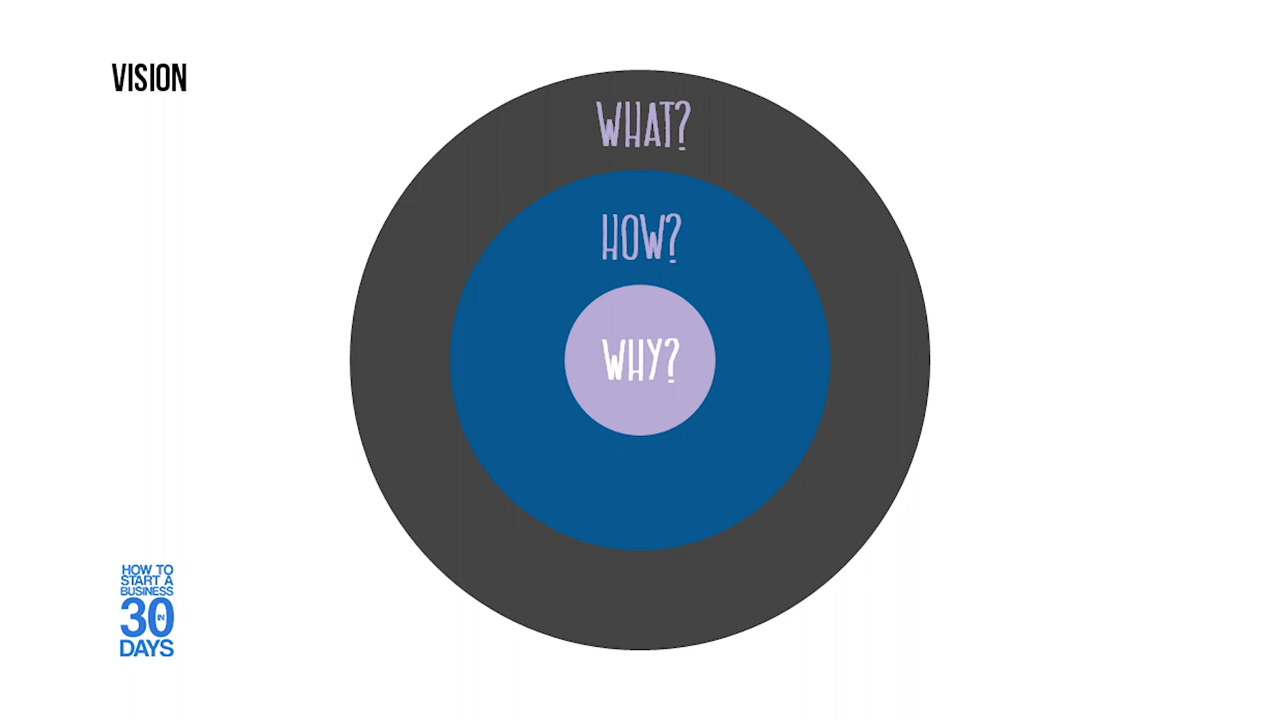 VISION
WHAT?
HOW?
WHY?
HOW TO
START A
BUSINESS
30 IN
DAYS